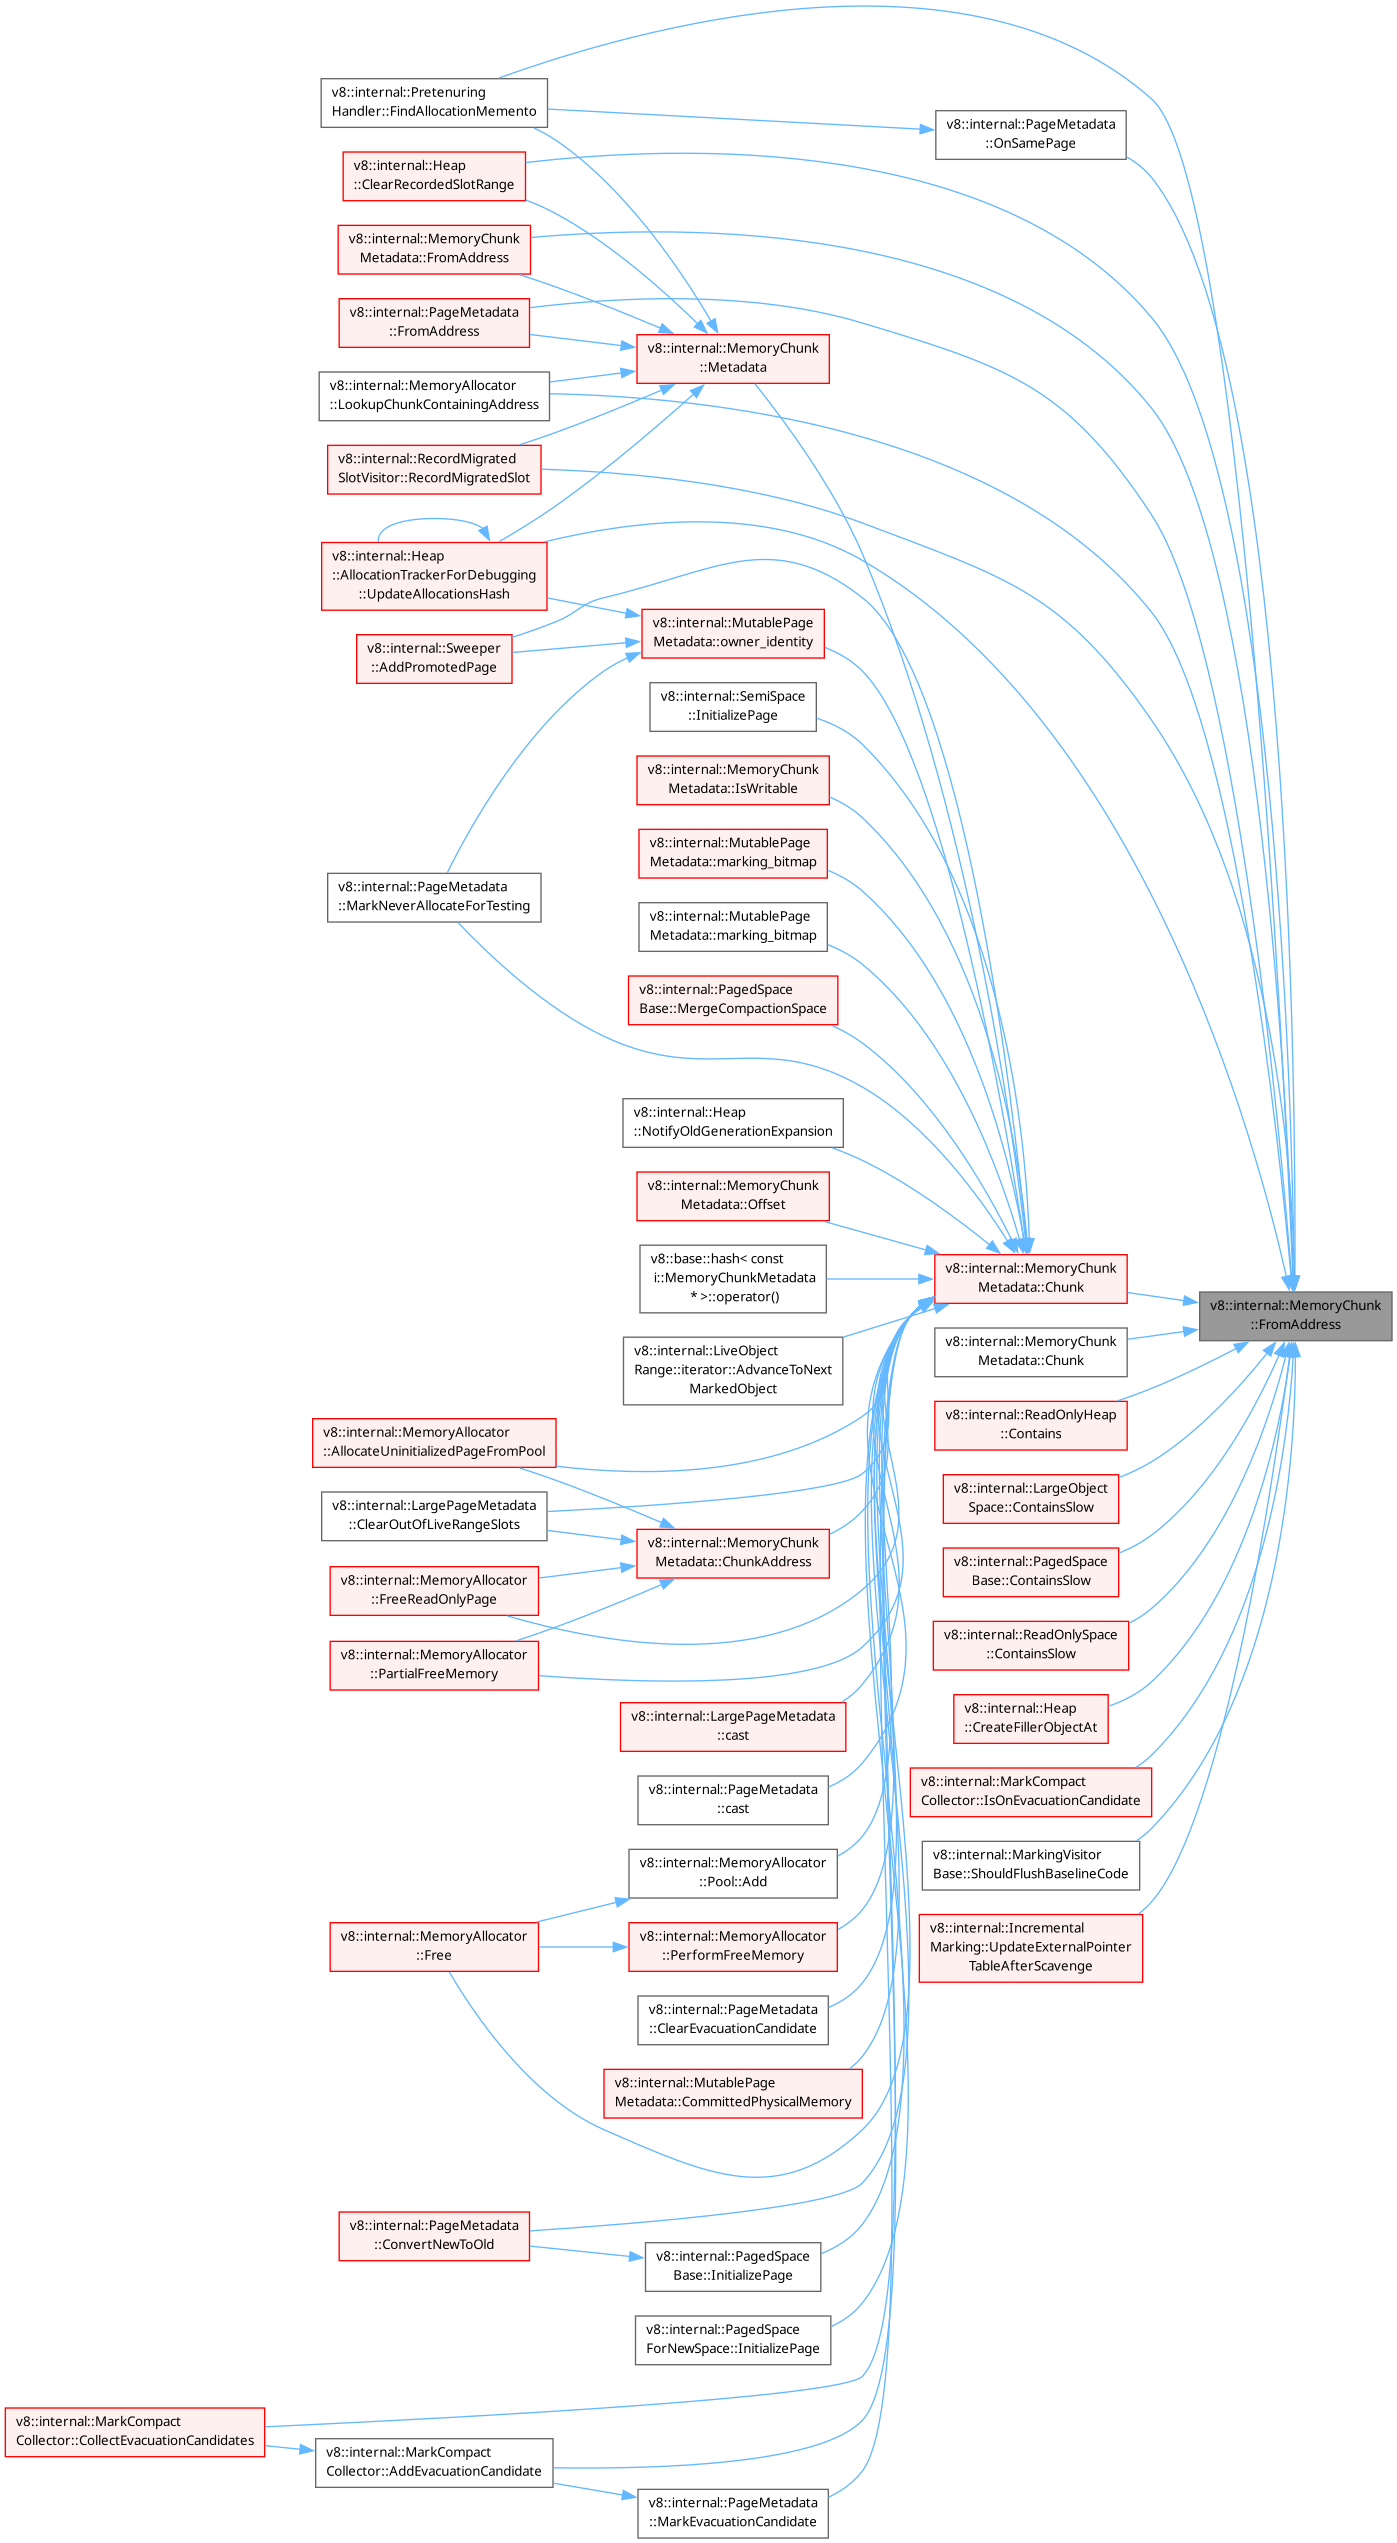 v8::internal::Pretenuring
Handler::FindAllocationMemento
v8::internal::PageMetadata
::OnSamePage
v8::internal::Heap
::ClearRecordedSlotRange
v8::internal::MemoryChunk
Metadata::FromAddress
v8::internal::PageMetadata
::FromAddress
v8::internal::MemoryChunk
::Metadata
v8::internal::MemoryAllocator
::LookupChunkContainingAddress
v8::internal::RecordMigrated
SlotVisitor::RecordMigratedSlot
v8::internal::Heap
::AllocationTrackerForDebugging
::UpdateAllocationsHash
v8::internal::MutablePage
Metadata::owner_identity
v8::internal::Sweeper
::AddPromotedPage
v8::internal::SemiSpace
::InitializePage
v8::internal::MemoryChunk
Metadata::IsWritable
v8::internal::MutablePage
Metadata::marking_bitmap
v8::internal::PageMetadata
::MarkNeverAllocateForTesting
v8::internal::MutablePage
Metadata::marking_bitmap
v8::internal::PagedSpace
Base::MergeCompactionSpace
v8::internal::Heap
::NotifyOldGenerationExpansion
v8::internal::MemoryChunk
Metadata::Offset
v8::base::hash< const
i::MemoryChunkMetadata
* >::operator()
v8::internal::MemoryChunk
Metadata::Chunk
v8::internal::MemoryChunk
::FromAddress
v8::internal::MemoryChunk
Metadata::Chunk
v8::internal::LiveObject
Range::iterator::AdvanceToNext
MarkedObject
v8::internal::ReadOnlyHeap
::Contains
v8::internal::MemoryAllocator
::AllocateUninitializedPageFromPool
v8::internal::LargeObject
Space::ContainsSlow
v8::internal::LargePageMetadata
::ClearOutOfLiveRangeSlots
v8::internal::MemoryChunk
Metadata::ChunkAddress
v8::internal::PagedSpace
Base::ContainsSlow
v8::internal::MemoryAllocator
::FreeReadOnlyPage
v8::internal::ReadOnlySpace
::ContainsSlow
v8::internal::MemoryAllocator
::PartialFreeMemory
v8::internal::Heap
::CreateFillerObjectAt
v8::internal::LargePageMetadata
::cast
v8::internal::MarkCompact
Collector::IsOnEvacuationCandidate
v8::internal::PageMetadata
::cast
v8::internal::MarkingVisitor
Base::ShouldFlushBaselineCode
v8::internal::MemoryAllocator
::Pool::Add
v8::internal::Incremental
Marking::UpdateExternalPointer
TableAfterScavenge
v8::internal::MemoryAllocator
::Free
v8::internal::MemoryAllocator
::PerformFreeMemory
v8::internal::PageMetadata
::ClearEvacuationCandidate
v8::internal::MutablePage
Metadata::CommittedPhysicalMemory
v8::internal::PageMetadata
::ConvertNewToOld
v8::internal::PagedSpace
Base::InitializePage
v8::internal::PagedSpace
ForNewSpace::InitializePage
v8::internal::MarkCompact
Collector::CollectEvacuationCandidates
v8::internal::MarkCompact
Collector::AddEvacuationCandidate
v8::internal::PageMetadata
::MarkEvacuationCandidate